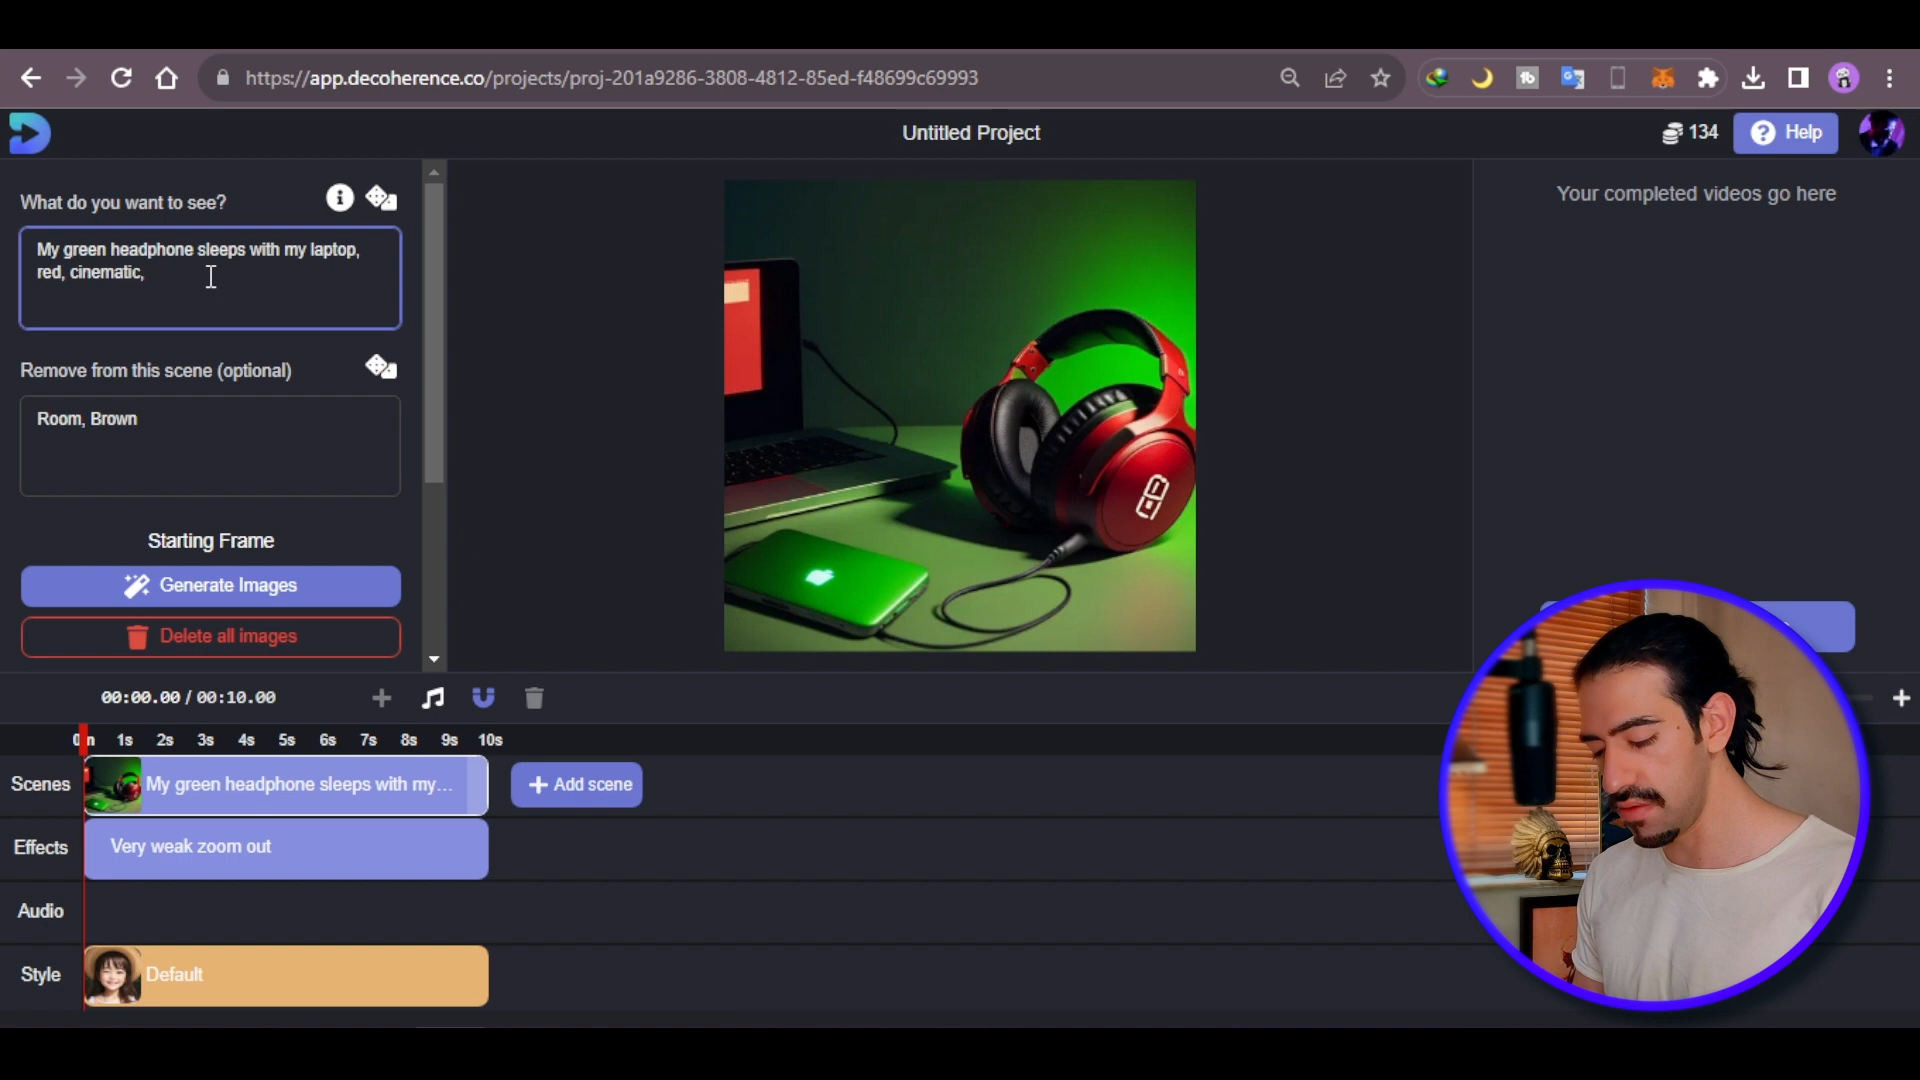 https://app.decoherence.co/projects/proj-201a9286-3808-4812-85ed-f48699c69993
Untitled Project
134
Help
What do you want to see?
My green headphone sleeps with my laptop,
red, cinematic,
Remove from this scene (optional)
Room, Brown
Starting Frame
Generate Images
Delete all images
Your completed videos go here
00:00.00 / 00:10.00
1s 2s 3s 4s 5s 6s 7s 8s 9s 10s
Scenes
My green headphone sleeps with my...
Add scene
Effects
Very weak zoom out
Audio
Style
Default